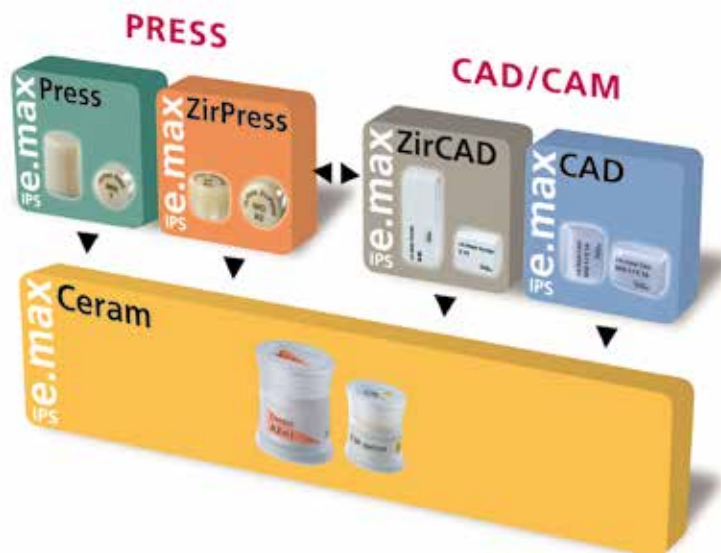 PRESS
CAD/CAM
IPS e.max
Press
IPS e.max
ZirPress
IPS e.max
ZirCAD
IPS e.max
CAD
IPS e.max
Ceram